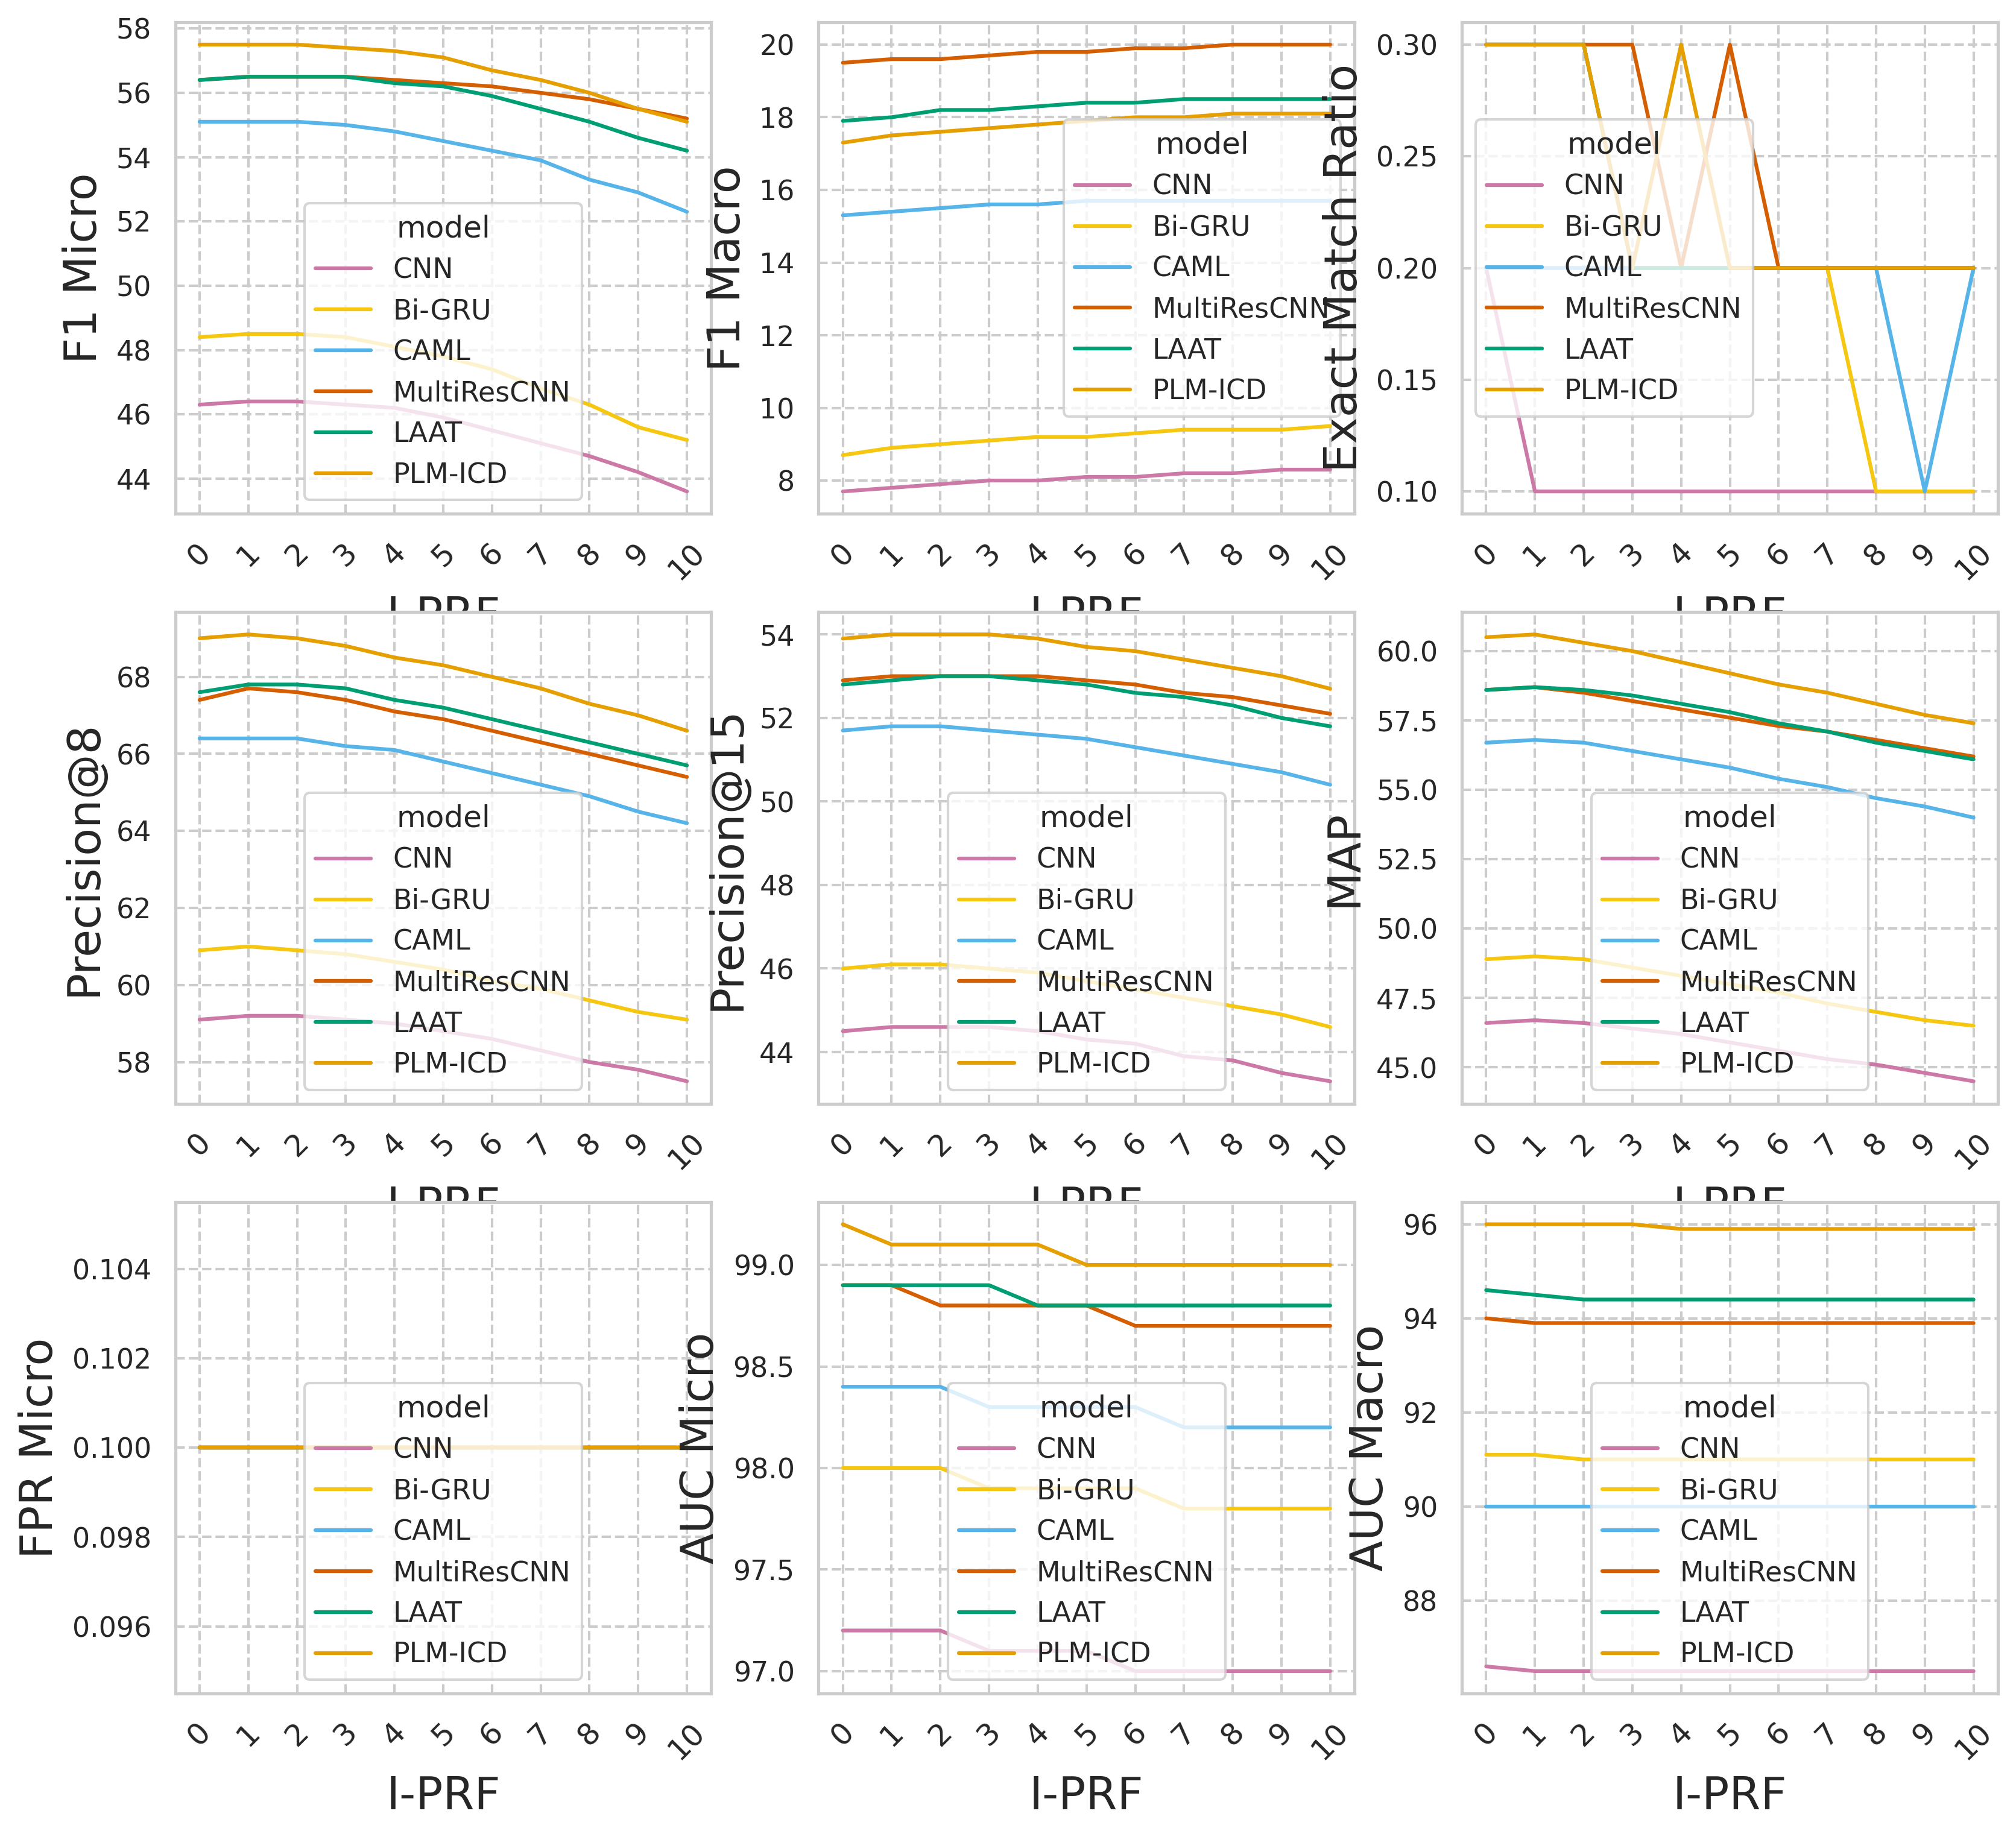 F1 Micro
58
56
54
52
50
48
46
44
model
CNN
Bi-GRU
CAML
MultiResCNN
LAAT
PLM-ICD
0 1 2 3 4 5 6 7 8 9 10
I-PRF
F1 Macro
20
18
16
14
12
10
8
model
CNN
Bi-GRU
CAML
MultiResCNN
LAAT
PLM-ICD
0 1 2 3 4 5 6 7 8 9 10
I-PRF
Exact Match Ratio
0.30
0.25
0.20
0.15
0.10
model
CNN
Bi-GRU
CAML
MultiResCNN
LAAT
PLM-ICD
0 1 2 3 4 5 6 7 8 9 10
I-PRF
Precision@8
68
66
64
62
60
58
model
CNN
Bi-GRU
CAML
MultiResCNN
LAAT
PLM-ICD
0 1 2 3 4 5 6 7 8 9 10
I-PRF
Precision@15
54
52
50
48
46
44
model
CNN
Bi-GRU
CAML
MultiResCNN
LAAT
PLM-ICD
0 1 2 3 4 5 6 7 8 9 10
I-PRF
MAP
60.0
57.5
55.0
52.5
50.0
47.5
45.0
model
CNN
Bi-GRU
CAML
MultiResCNN
LAAT
PLM-ICD
0 1 2 3 4 5 6 7 8 9 10
I-PRF
FPR Micro
0.104
0.102
0.100
0.098
0.096
model
CNN
Bi-GRU
CAML
MultiResCNN
LAAT
PLM-ICD
0 1 2 3 4 5 6 7 8 9 10
I-PRF
AUC Micro
99.0
98.5
98.0
97.5
97.0
model
CNN
Bi-GRU
CAML
MultiResCNN
LAAT
PLM-ICD
0 1 2 3 4 5 6 7 8 9 10
I-PRF
AUC Macro
96
94
92
90
88
model
CNN
Bi-GRU
CAML
MultiResCNN
LAAT
PLM-ICD
0 1 2 3 4 5 6 7 8 9 10
I-PRF